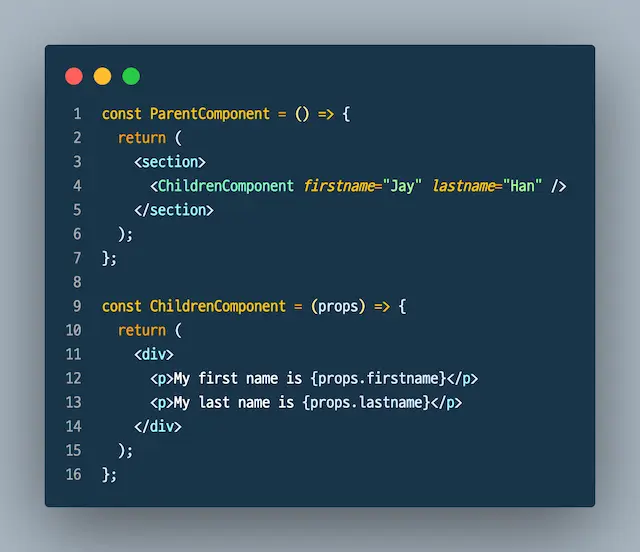 1 const ParentComponent = () => {
2   return (
3     <section>
4       <ChildrenComponent firstname="Jay" lastname="Han" />
5     </section>
6   );
7 };
8
9 const ChildrenComponent = (props) => {
10   return (
11     <div>
12       <p>My first name is {props.firstname}</p>
13       <p>My last name is {props.lastname}</p>
14     </div>
15   );
16 };